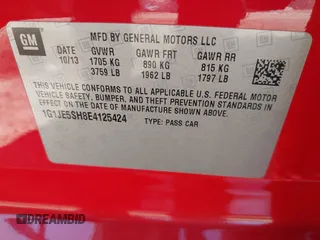 GM
MFD BY GENERAL MOTORS LLC
DATE GVWR GAWR FRT GAWR RR
10/13 1705 KG 890 KG 815 KG
3759 LB 1962 LB 1797 LB
THIS VEHICLE CONFORMS TO ALL APPLICABLE U.S. FEDERAL MOTOR
VEHICLE SAFETY, BUMPER, AND THEFT PREVENTION STANDARDS
IN EFFECT ON THE DATE OF MANUFACTURE SHOWN ABOVE.
1G1JE5SH8E4125424 TYPE: PASS CAR
DREAMBID